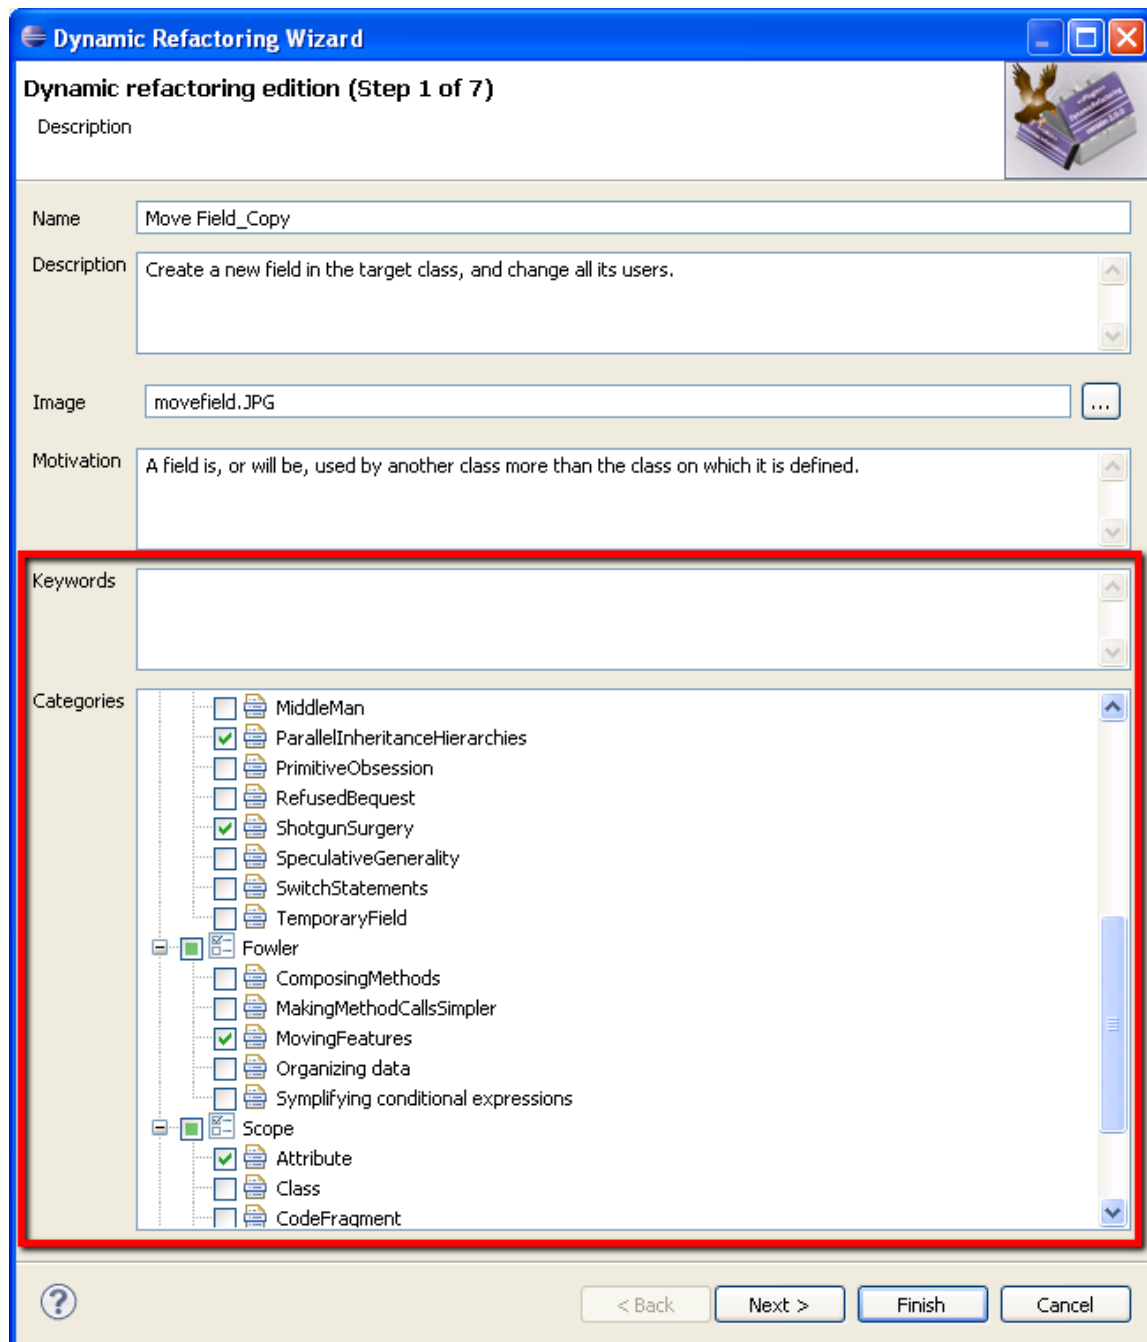 Dynamic Refactoring Wizard
Dynamic refactoring edition (Step 1 of 7)
Description
Name
Move Field_Copy
Description
Create a new field in the target class, and change all its users.
Image
movefield.JPG
...
Motivation
A field is, or will be, used by another class more than the class on which it is defined.
Keywords
Categories
MiddleMan
ParallelInheritanceHierarchies
PrimitiveObsession
RefusedBequest
ShotgunSurgery
SpeculativeGenerality
SwitchStatements
TemporaryField
Fowler
ComposingMethods
MakingMethodCallsSimpler
MovingFeatures
Organizing data
Symplifying conditional expressions
Scope
Attribute
Class
CodeFragment
?
< Back
Next >
Finish
Cancel